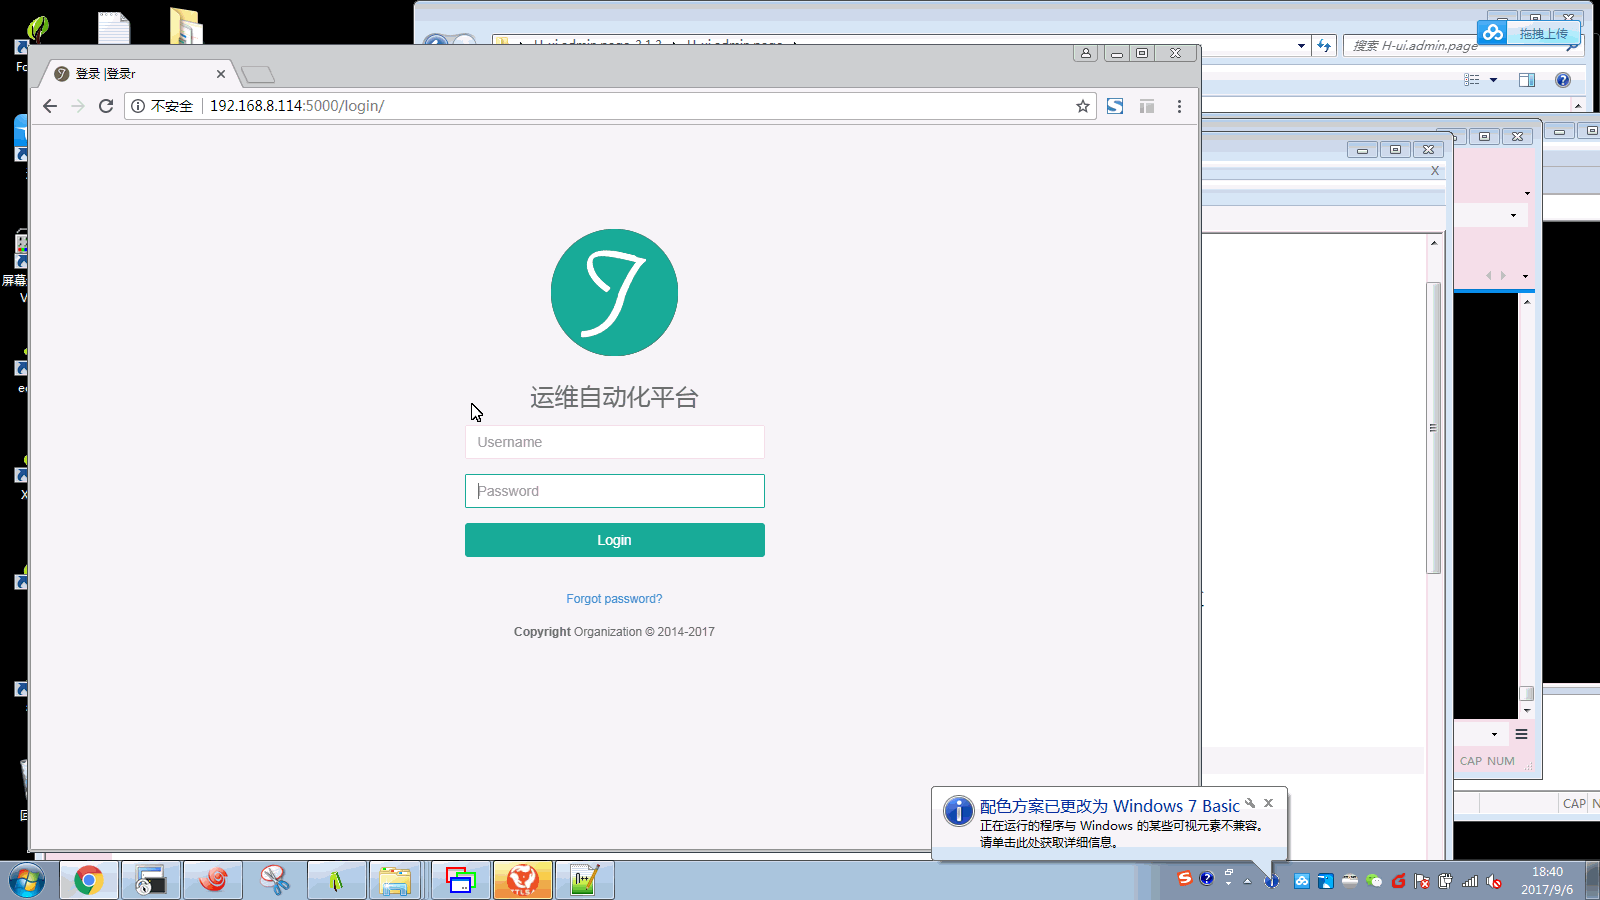 搜索 H-ui.admin.page
拖拽上传
登录 |登录r
不安全
192.168.8.114:5000/login/
X
屏幕
运维自动化平台
Username
Password
Login
Forgot password?
Copyright Organization © 2014-2017
CAP NUM
CAP
配色方案已更改为 Windows 7 Basic
正在运行的程序与 Windows 的某些可视元素不兼容。
请单击此处获取详细信息。
TTLS
18:40
2017/9/6